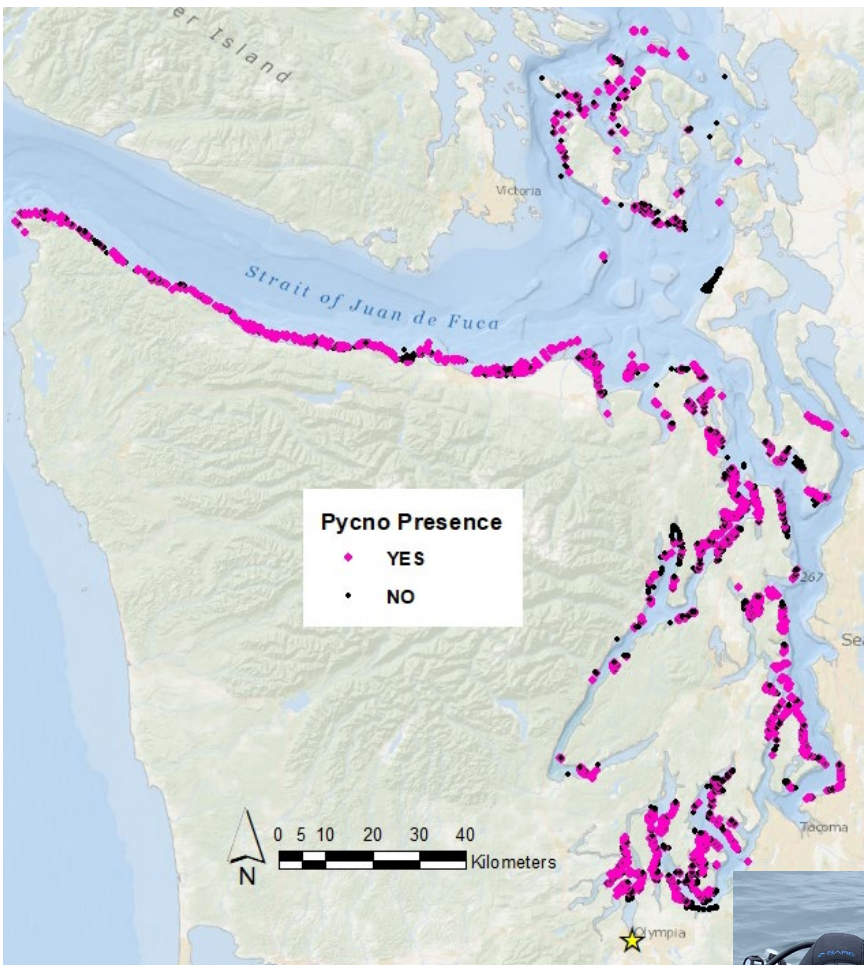 er Island
Victoria
Strait of Juan de Fuca
Pycno Presence
YES
NO
267
Sea
0 5 10 20 30 40
Kilometers
N
Tacoma
Olympia